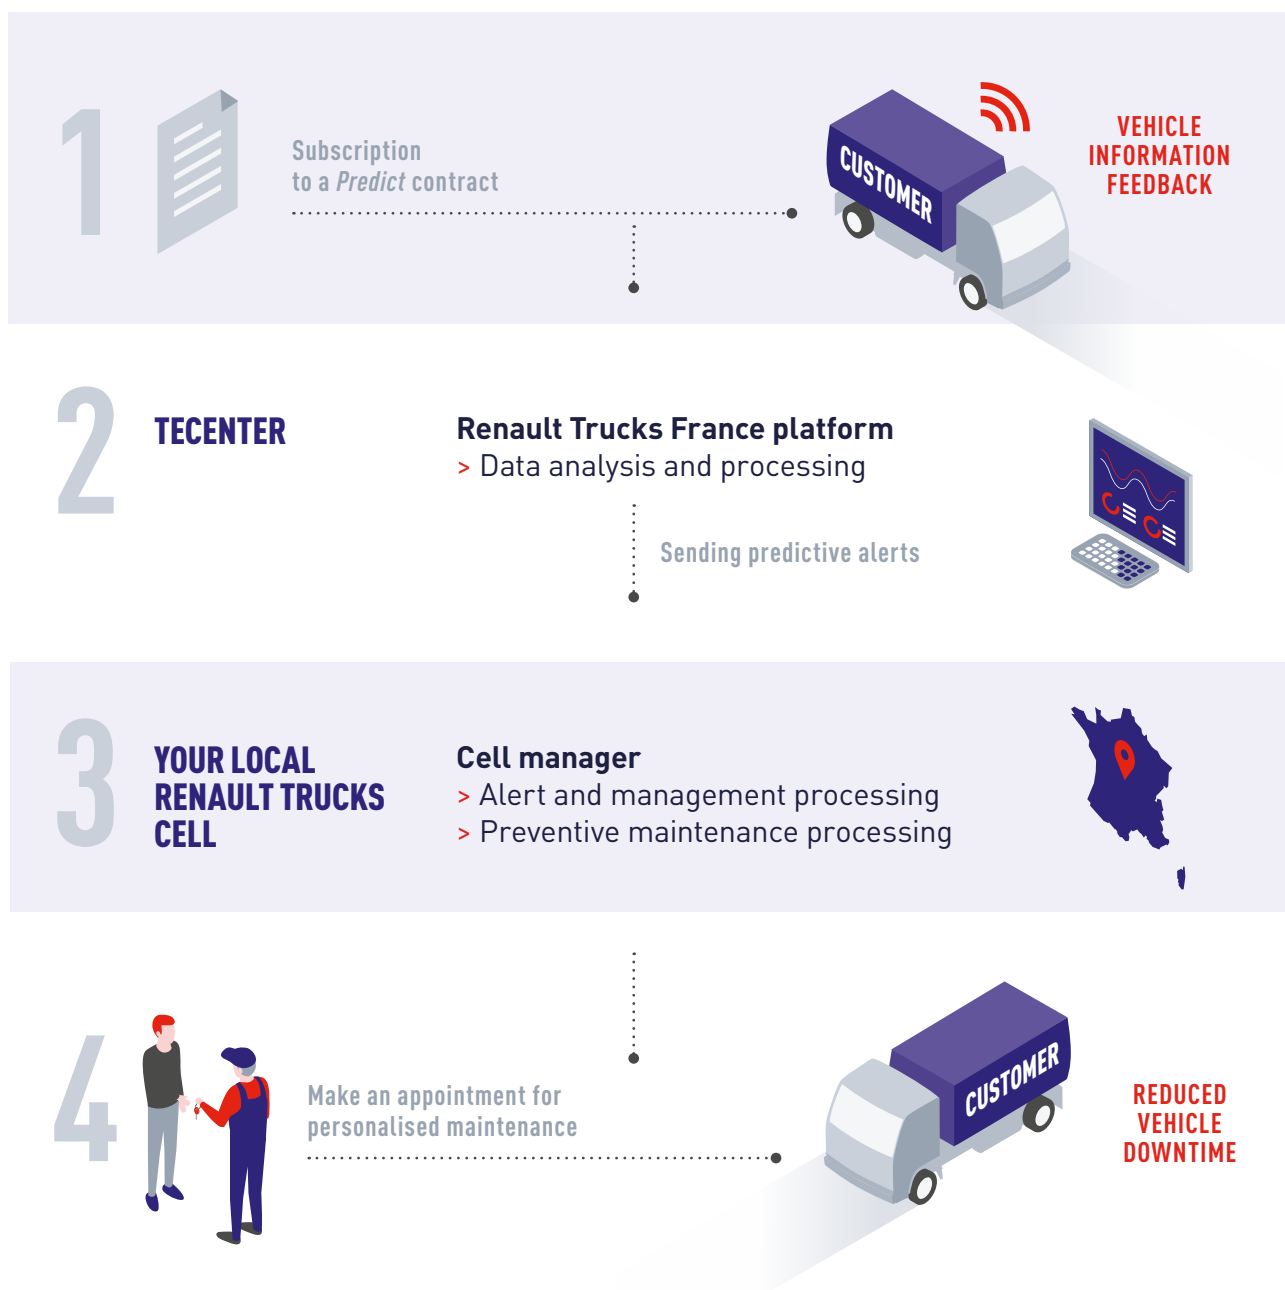 1
Subscription
to a Predict contract
CUSTOMER
VEHICLE
INFORMATION
FEEDBACK
2
TECENTER
Renault Trucks France platform
> Data analysis and processing
Sending predictive alerts
3
YOUR LOCAL
RENAULT TRUCKS
CELL
Cell manager
> Alert and management processing
> Preventive maintenance processing
4
Make an appointment for
personalised maintenance
CUSTOMER
REDUCED
VEHICLE
DOWNTIME